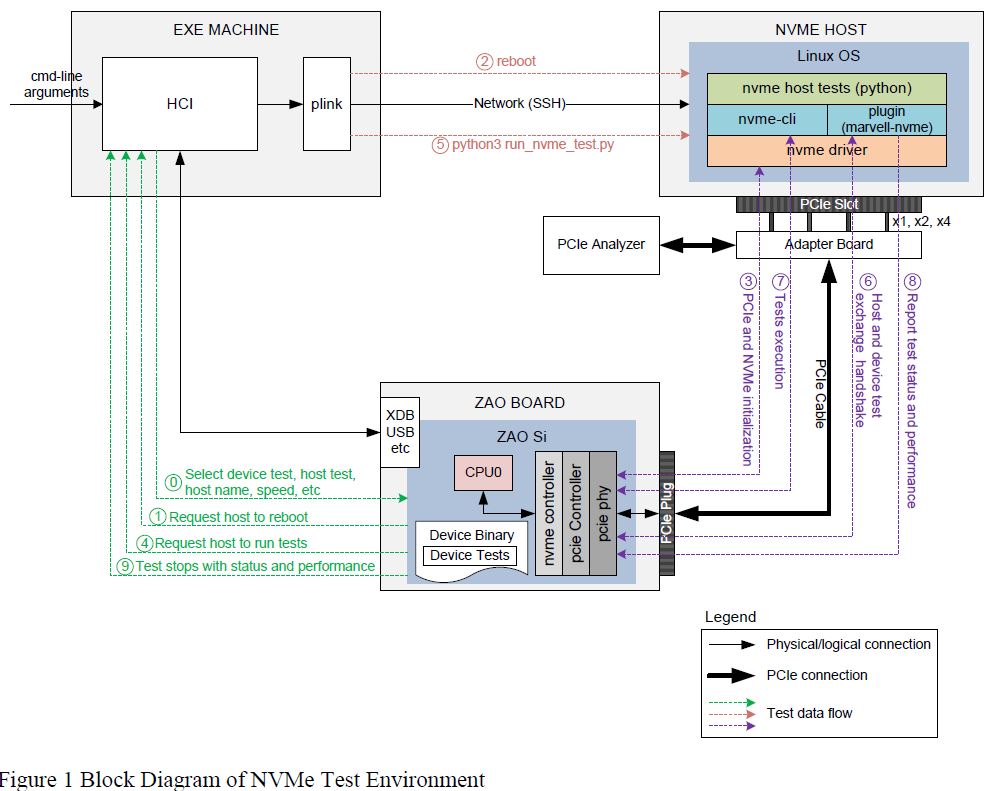 EXE MACHINE
cmd-line
arguments
HCI
plink
② reboot
Network (SSH)
⑤ python3 run_nvme_test.py
NVME HOST
Linux OS
nvme host tests (python)
nvme-cli
plugin
(marvell-nvme)
nvme driver
PCIe Slot
x1, x2, x4
PCIe Analyzer
Adapter Board
③ PCIe and NVMe initialization
⑦ Tests execution
PCIe Cable
⑥ Host and device test
exchange handshake
⑧ Report test status and performance
ZAO BOARD
XDB
USB
etc
ZAO Si
CPU0
Device Binary
Device Tests
nvme controller
pcie Controller
pcie phy
PCIe Plug
⓪ Select device test, host test,
host name, speed, etc
① Request host to reboot
④ Request host to run tests
⑨ Test stops with status and performance
Legend
Physical/logical connection
PCIe connection
Test data flow
Figure 1 Block Diagram of NVMe Test Environment